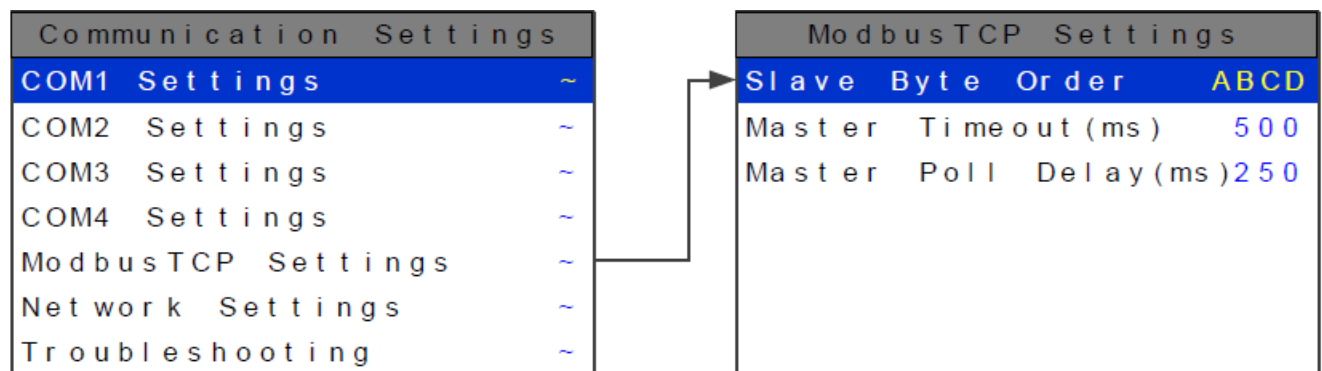 Communication Settings
COM1 Settings ~
COM2 Settings ~
COM3 Settings ~
COM4 Settings ~
ModbusTCP Settings ~
Network Settings ~
Troubleshooting ~
ModbusTCP Settings
Slave Byte Order ABCD
Master Timeout(ms) 500
Master Poll Delay(ms)250